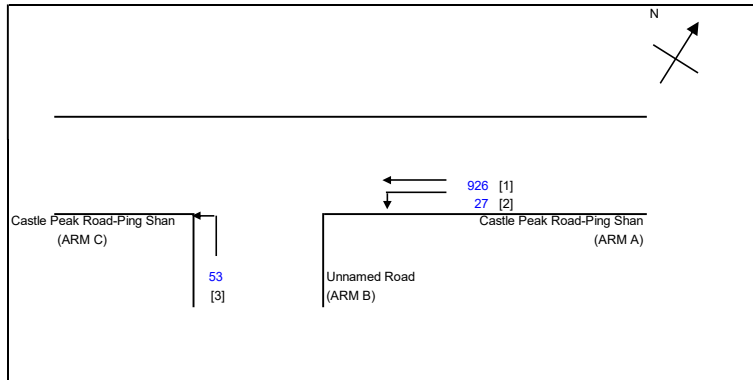 N
926 [1]
27 [2]
Castle Peak Road-Ping Shan
(ARM C)
Castle Peak Road-Ping Shan
(ARM A)
53
[3]
Unnamed Road
(ARM B)